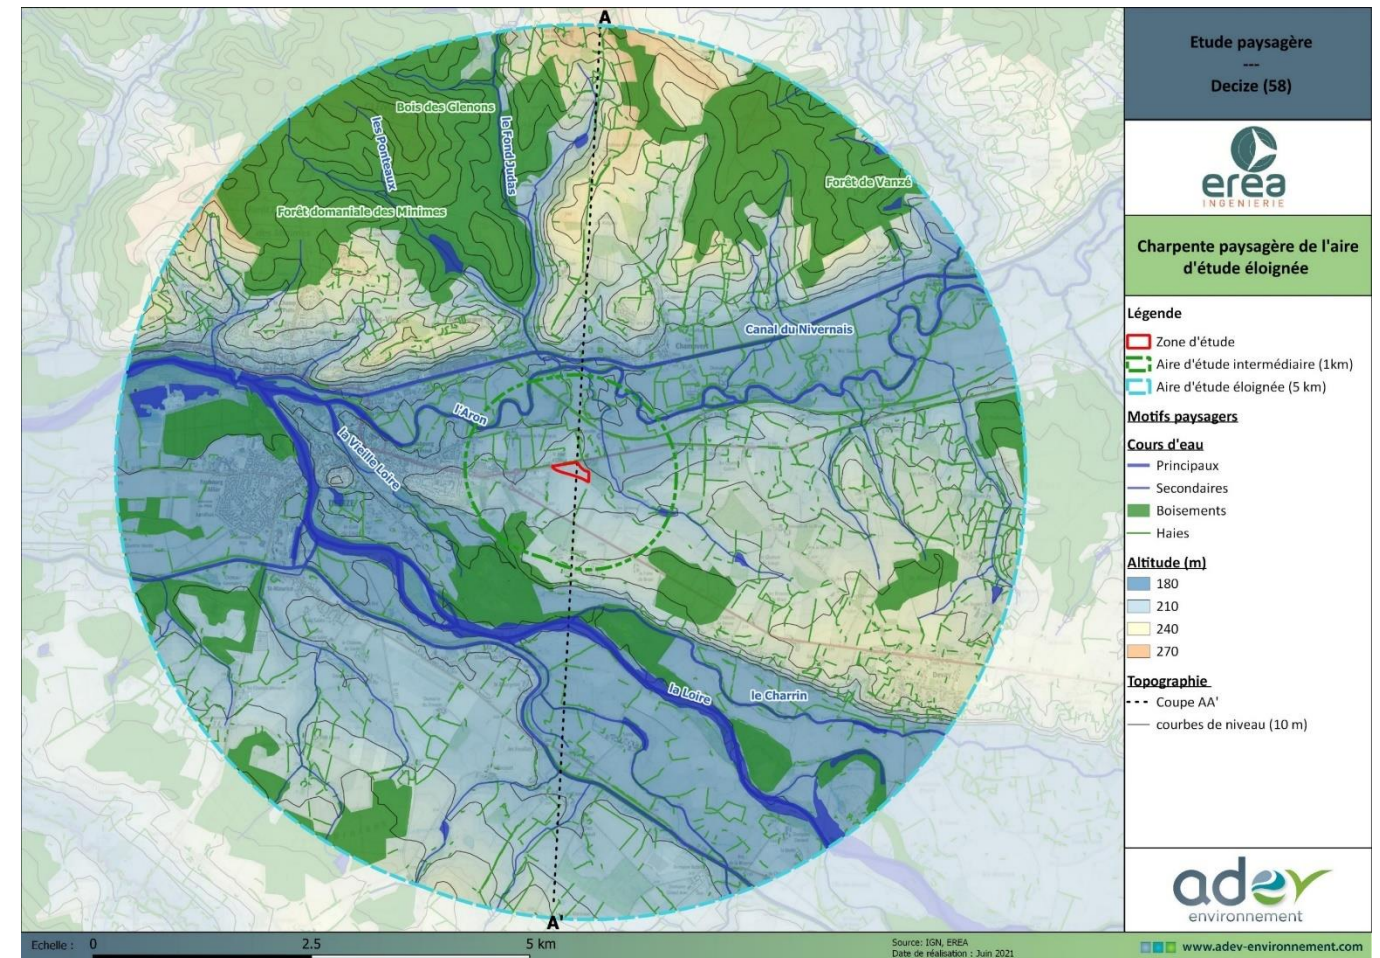 A
Bois des Glenons
les Ponteaux
le Fond Judas
Forêt de Vanzé
Forêt domaniale des Minimes
Canal du Nivernais
l'Aron
la Vieille Loire
la Loire
le Charrin
A'
Echelle :
0
2.5
5 km
Source: IGN, EREA
Date de réalisation : Juin 2021
Etude paysagère
---
Decize (58)
erea
INGENIERIE
Charpente paysagère de l'aire
d'étude éloignée
Légende
Zone d'étude
Aire d'étude intermédiaire (1km)
Aire d'étude éloignée (5 km)
Motifs paysagers
Cours d'eau
Principaux
Secondaires
Boisements
Haies
Altitude (m)
180
210
240
270
Topographie
Coupe AA'
courbes de niveau (10 m)
adev
environnement
www.adev-environnement.com